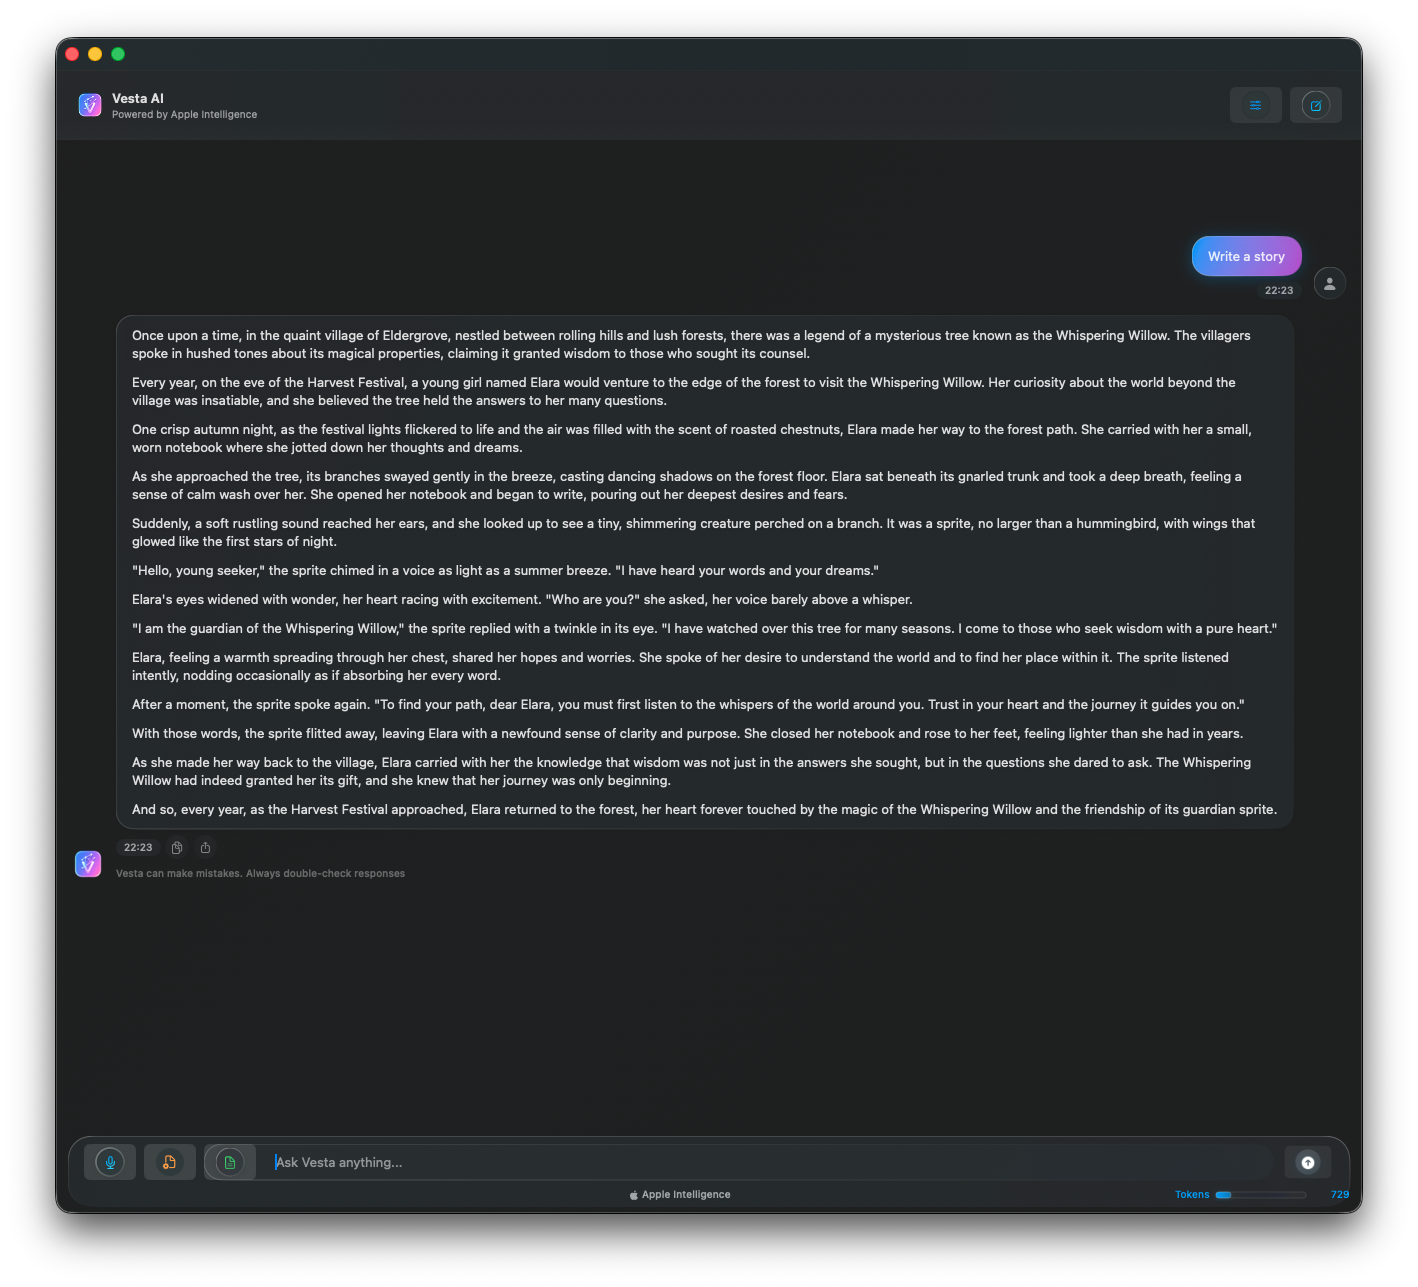 Vesta AI
Powered by Apple Intelligence
Write a story
22:23
Once upon a time, in the quaint village of Eldergrove, nestled between rolling hills and lush forests, there was a legend of a mysterious tree known as the Whispering Willow. The villagers
spoke in hushed tones about its magical properties, claiming it granted wisdom to those who sought its counsel.
Every year, on the eve of the Harvest Festival, a young girl named Elara would venture to the edge of the forest to visit the Whispering Willow. Her curiosity about the world beyond the
village was insatiable, and she believed the tree held the answers to her many questions.
One crisp autumn night, as the festival lights flickered to life and the air was filled with the scent of roasted chestnuts, Elara made her way to the forest path. She carried with her a small,
worn notebook where she jotted down her thoughts and dreams.
As she approached the tree, its branches swayed gently in the breeze, casting dancing shadows on the forest floor. Elara sat beneath its gnarled trunk and took a deep breath, feeling a
sense of calm wash over her. She opened her notebook and began to write, pouring out her deepest desires and fears.
Suddenly, a soft rustling sound reached her ears, and she looked up to see a tiny, shimmering creature perched on a branch. It was a sprite, no larger than a hummingbird, with wings that
glowed like the first stars of night.
"Hello, young seeker," the sprite chimed in a voice as light as a summer breeze. "I have heard your words and your dreams."
Elara's eyes widened with wonder, her heart racing with excitement. "Who are you?" she asked, her voice barely above a whisper.
"I am the guardian of the Whispering Willow," the sprite replied with a twinkle in its eye. "I have watched over this tree for many seasons. I come to those who seek wisdom with a pure heart."
Elara, feeling a warmth spreading through her chest, shared her hopes and worries. She spoke of her desire to understand the world and to find her place within it. The sprite listened
intently, nodding occasionally as if absorbing her every word.
After a moment, the sprite spoke again. "To find your path, dear Elara, you must first listen to the whispers of the world around you. Trust in your heart and the journey it guides you on."
With those words, the sprite flitted away, leaving Elara with a newfound sense of clarity and purpose. She closed her notebook and rose to her feet, feeling lighter than she had in years.
As she made her way back to the village, Elara carried with her the knowledge that wisdom was not just in the answers she sought, but in the questions she dared to ask. The Whispering
Willow had indeed granted her its gift, and she knew that her journey was only beginning.
And so, every year, as the Harvest Festival approached, Elara returned to the forest, her heart forever touched by the magic of the Whispering Willow and the friendship of its guardian sprite.
22:23
Vesta can make mistakes. Always double-check responses
Ask Vesta anything...
Apple Intelligence
Tokens 729